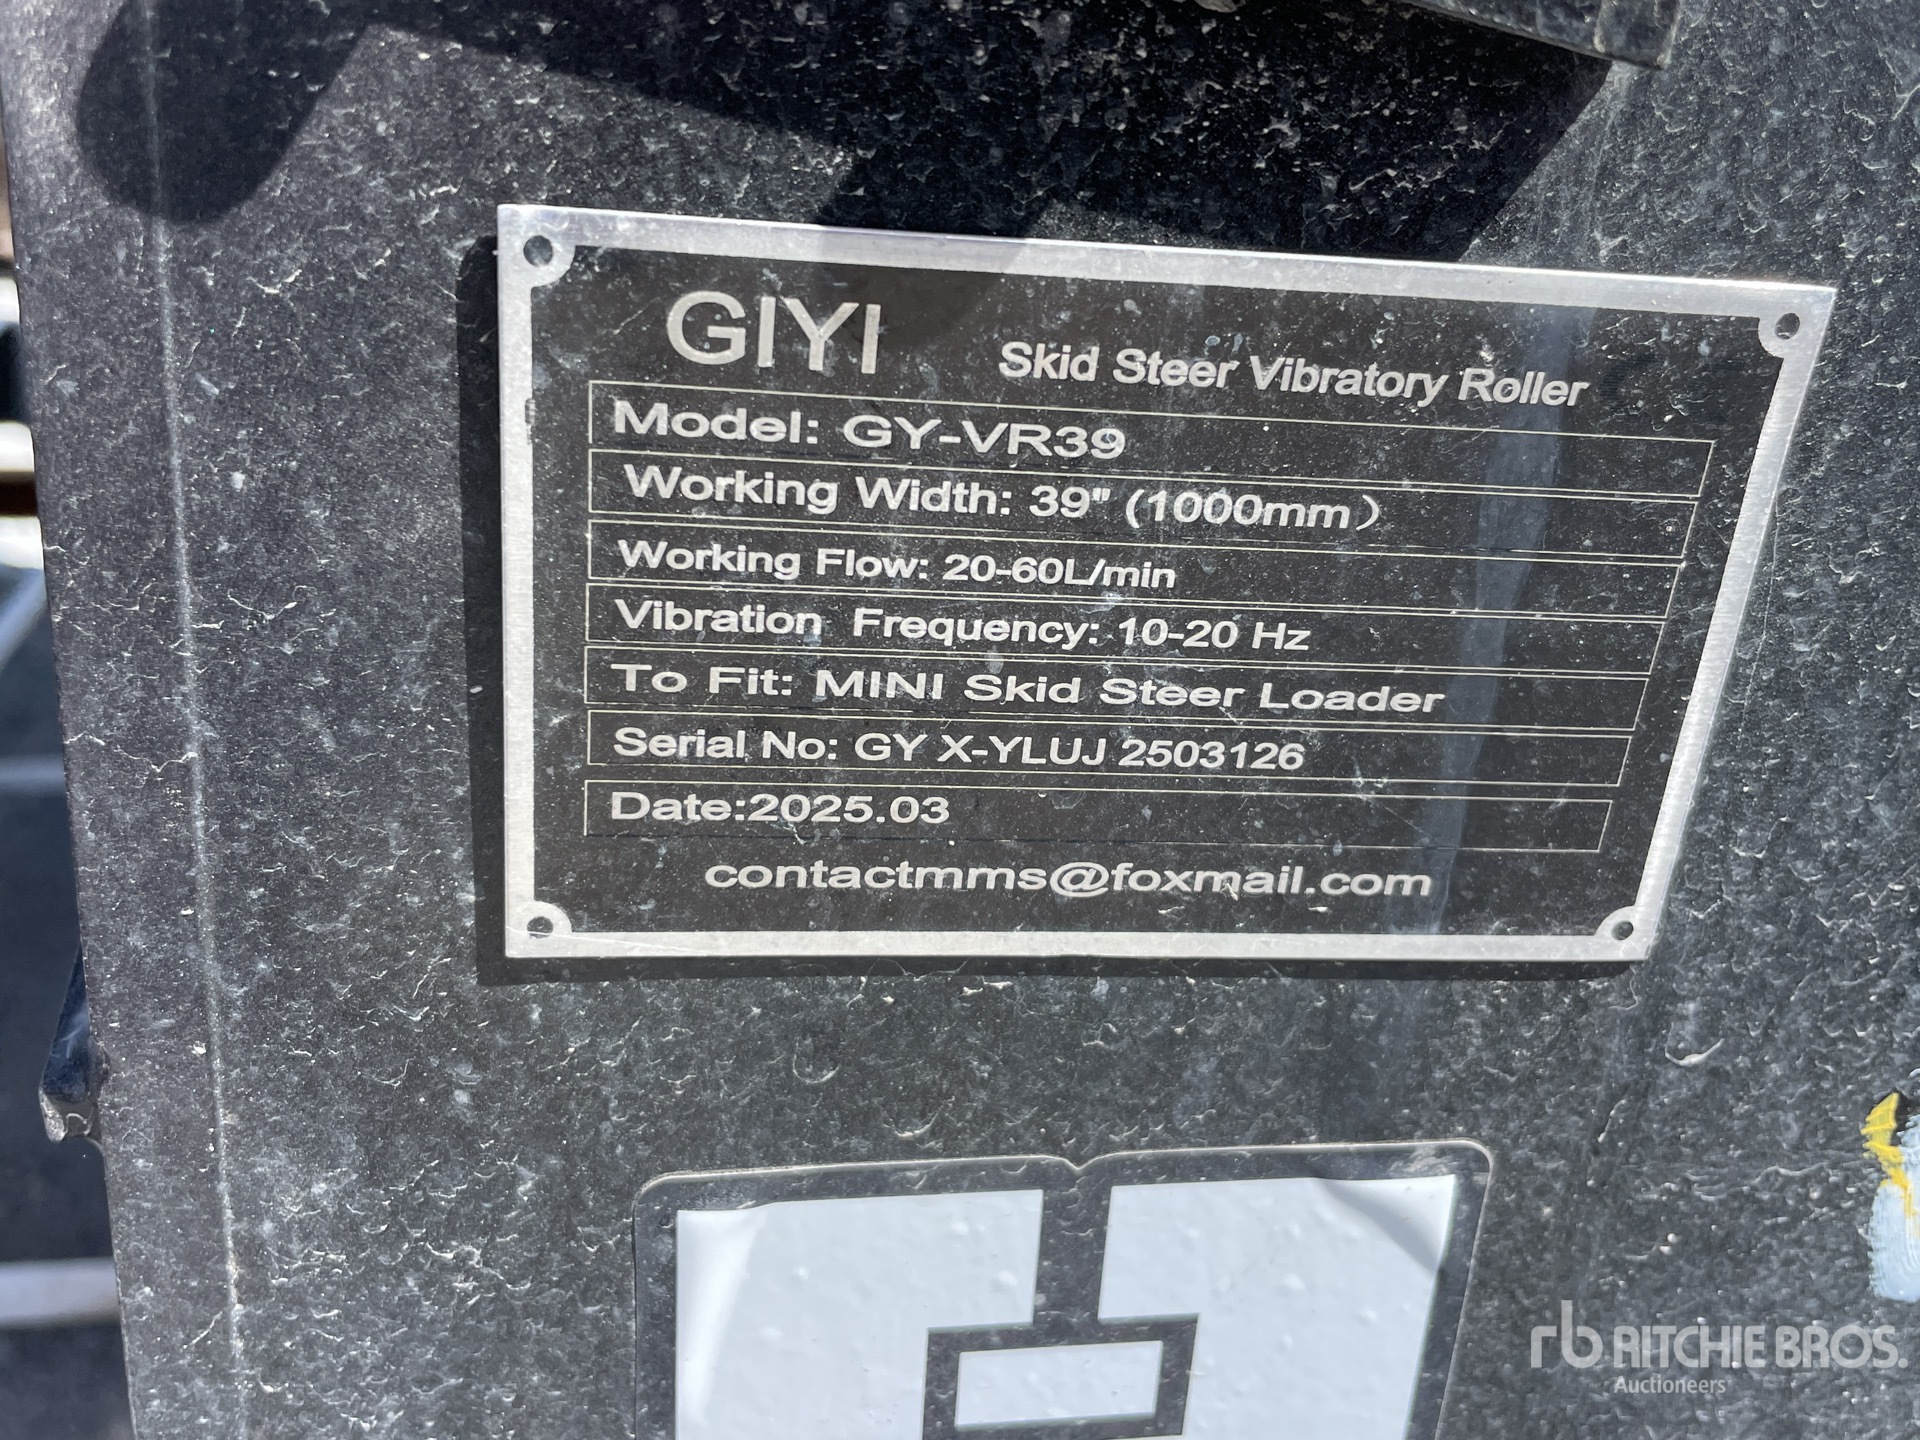 GIYI
Skid Steer Vibratory Roller
Model: GY-VR39
Working Width: 39" (1000mm）
Working Flow: 20-60L/min
Vibration Frequency: 10-20 Hz
To Fit: MINI Skid Steer Loader
Serial No: GY X-YLUJ 2503126
Date:2025.03
contactmms@foxmail.com
rb RITCHIE BROS.
Auctioneers